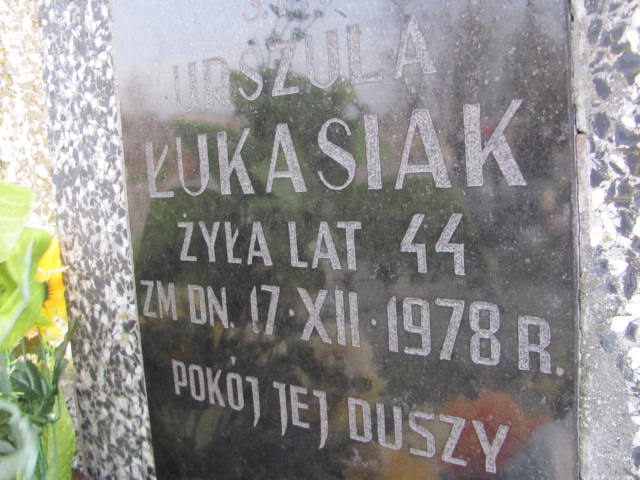 URSZULA
ŁUKASIAK
ŻYŁA LAT 44
ZM DN. 17·XII·1978 R.
POKÓJ JEJ DUSZY